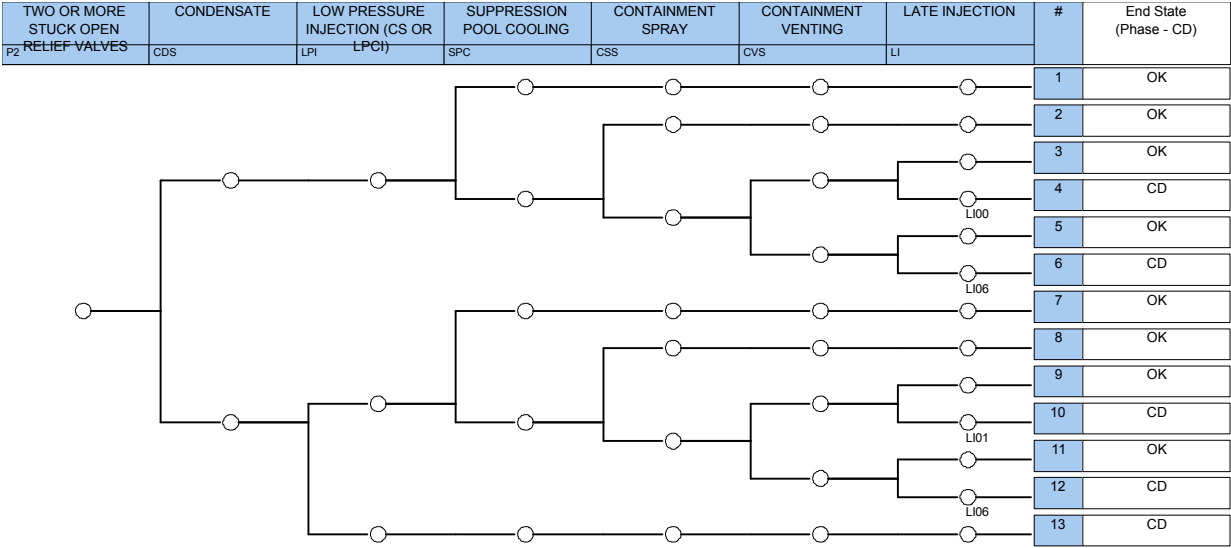 TWO OR MORE
STUCK OPEN
RELIEF VALVES
P2
CONDENSATE
CDS
LOW PRESSURE
INJECTION (CS OR
LPCI)
LPI
SUPPRESSION
POOL COOLING
SPC
CONTAINMENT
SPRAY
CSS
CONTAINMENT
VENTING
CVS
LATE INJECTION
LI
#
End State
(Phase - CD)
1 OK
2 OK
3 OK
4 CD
LI00
5 OK
6 CD
LI06
7 OK
8 OK
9 OK
10 CD
LI01
11 OK
12 CD
LI06
13 CD